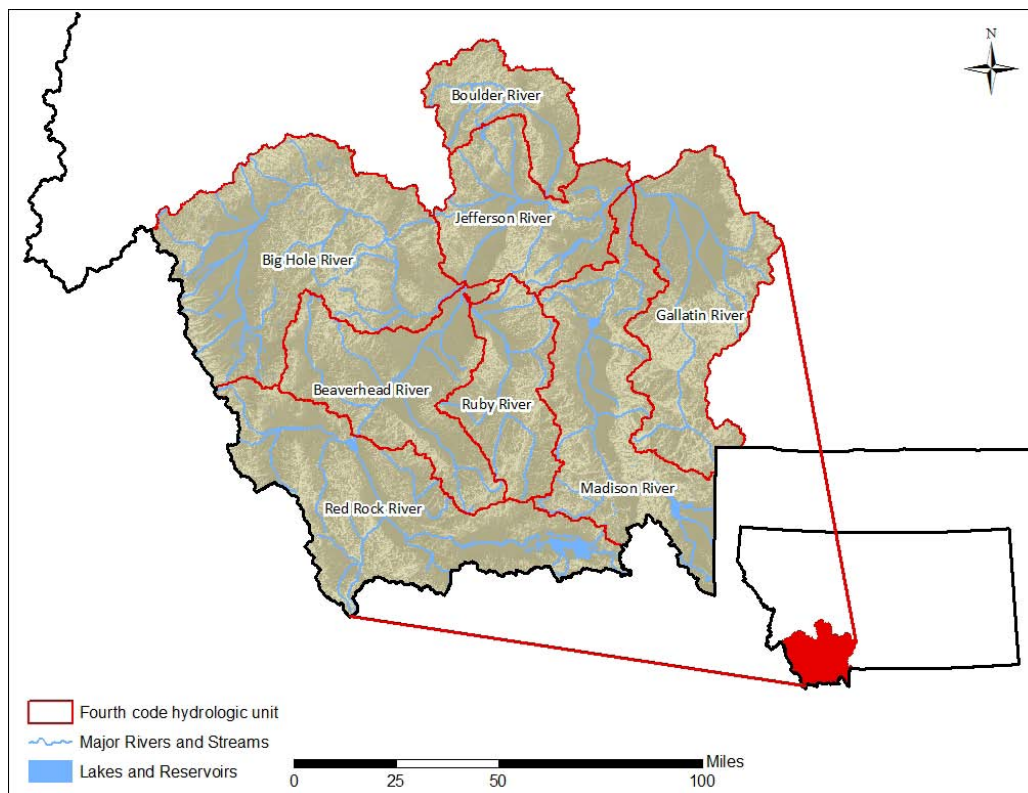 N
Boulder River
Jefferson River
Big Hole River
Gallatin River
Beaverhead River
Ruby River
Madison River
Red Rock River
Fourth code hydrologic unit
Major Rivers and Streams
Lakes and Reservoirs
Miles
0 25 50 100